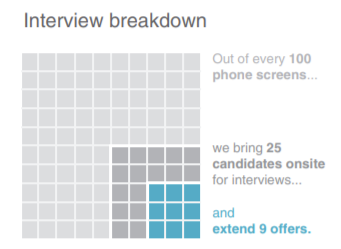 Interview breakdown
Out of every 100
phone screens...
we bring 25
candidates onsite
for interviews...
and
extend 9 offers.